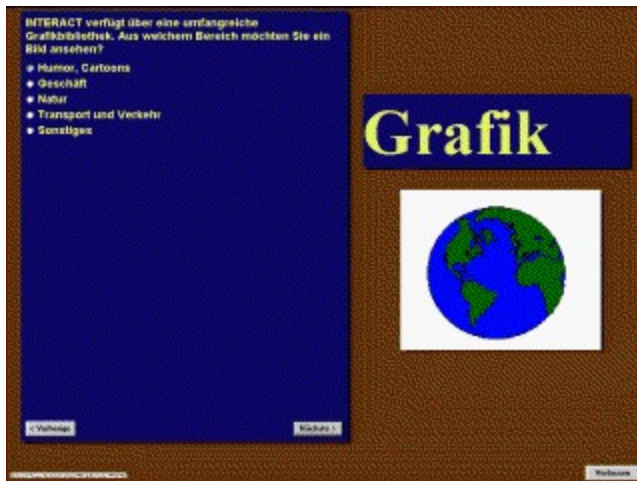 INTERACT verfügt über eine umfangreiche
Grafikbibliothek. Aus welchem Bereich möchten Sie ein
Bild ansehen?
Humor, Cartoons
Geschäft
Natur
Transport und Verkehr
Sonstiges
Grafik
< Vorherige
Nächste >
Verlassen